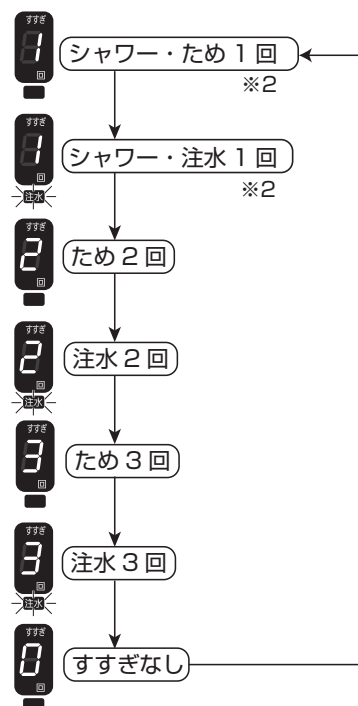 すすぎ
1
回
シャワー・ため 1 回
※2
すすぎ
1
回
注水
シャワー・注水 1 回
※2
すすぎ
2
回
ため 2 回
すすぎ
2
回
注水
注水 2 回
すすぎ
3
回
ため 3 回
すすぎ
3
回
注水
注水 3 回
すすぎ
0
回
すすぎなし